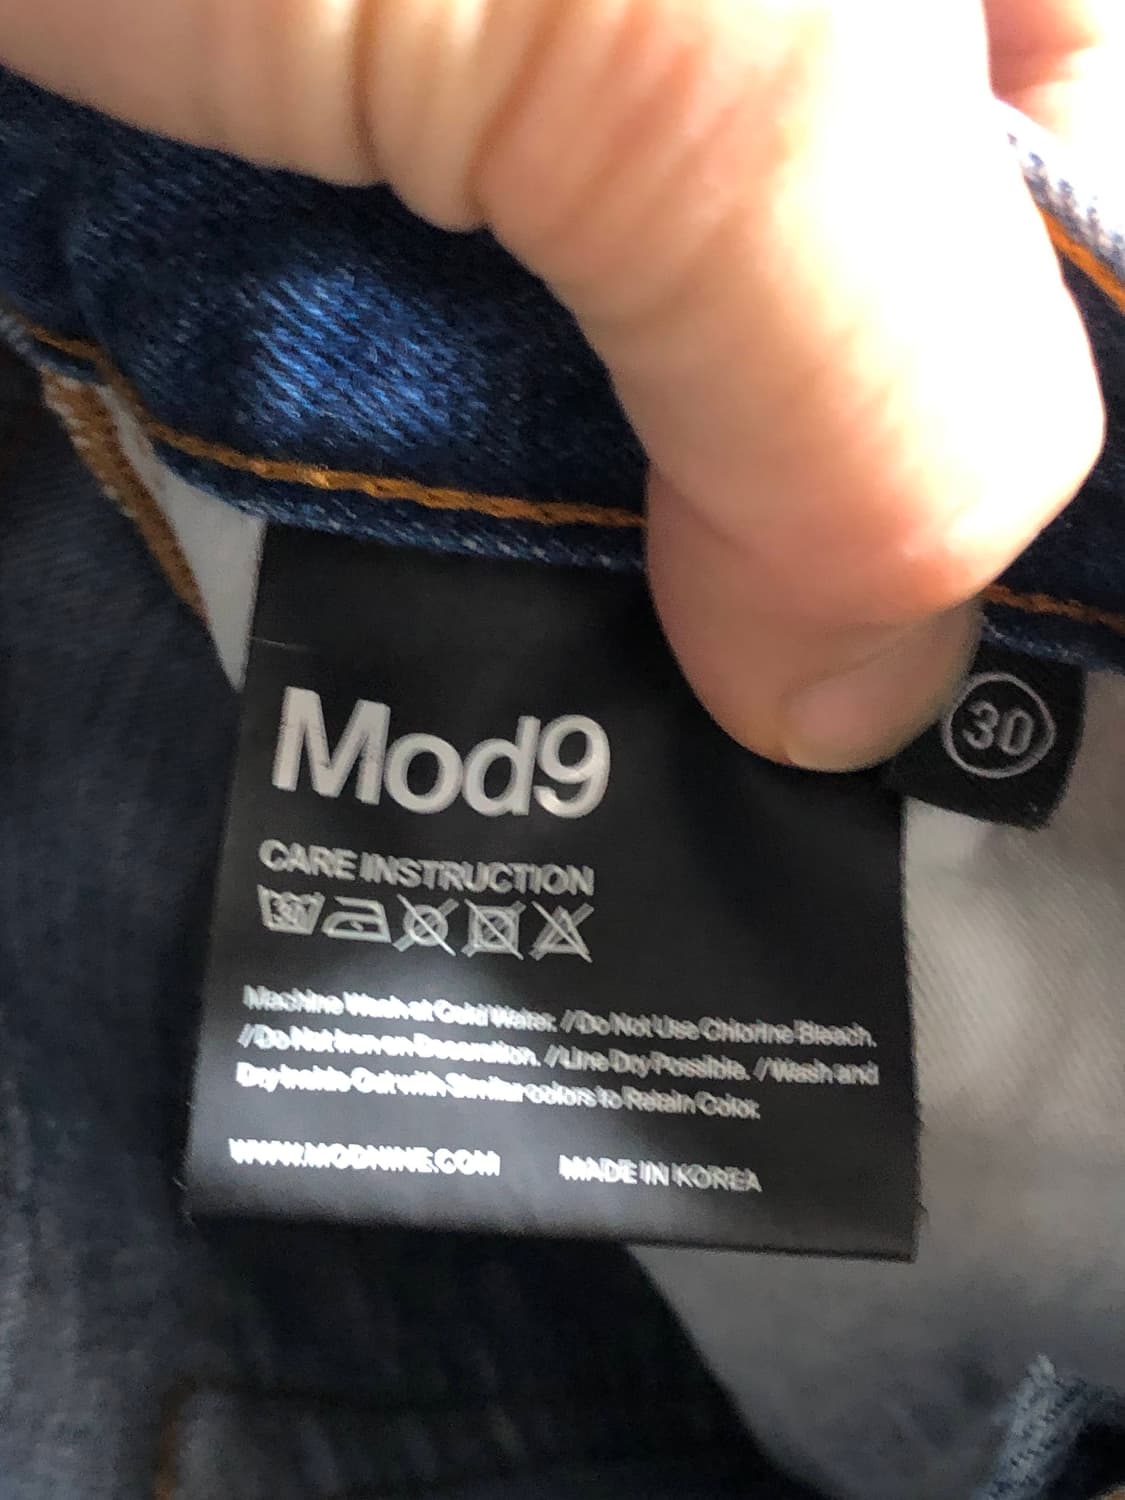 Mod9
30
CARE INSTRUCTION
30
Machine Wash at Cold Water. //Do Not Use Chlorine Bleach.
//Do Not Iron on Decoration. //Line Dry Possible. //Wash and
Dry Inside Out with Similar colors to Retain Color.
WWW.MODNINE.COM MADE IN KOREA